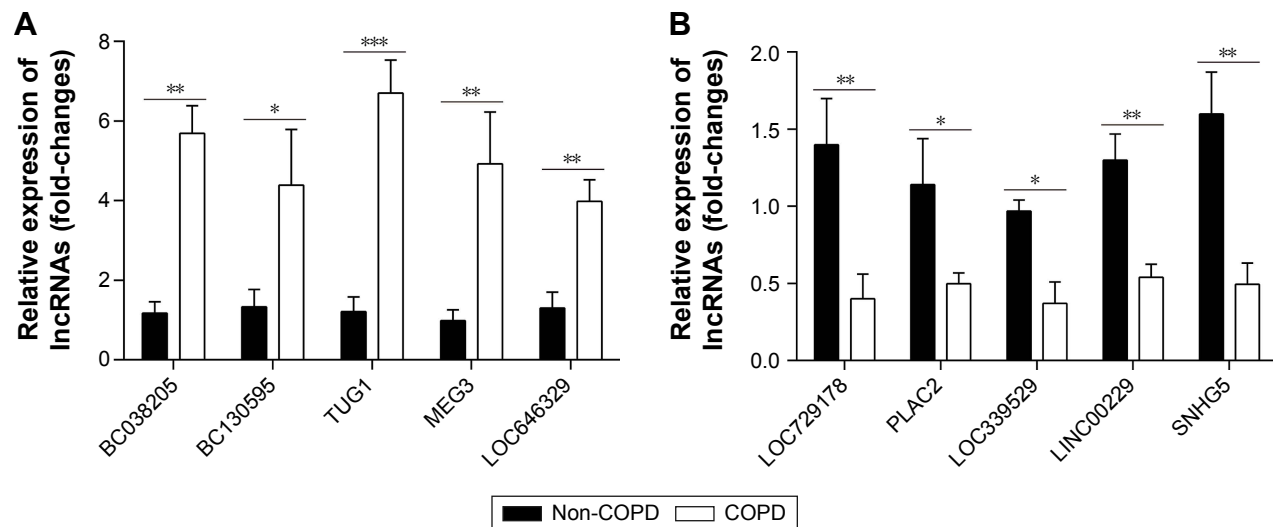 A
Relative expression of
lncRNAs (fold-changes)
8
6
4
2
0
**
*
***
**
**
BC038205
BC130595
TUG1
MEG3
LOC646329
B
Relative expression of
lncRNAs (fold-changes)
2.0
1.5
1.0
0.5
0.0
**
*
*
**
**
LOC729178
PLAC2
LOC339529
LINC00229
SNHG5
Non-COPD COPD